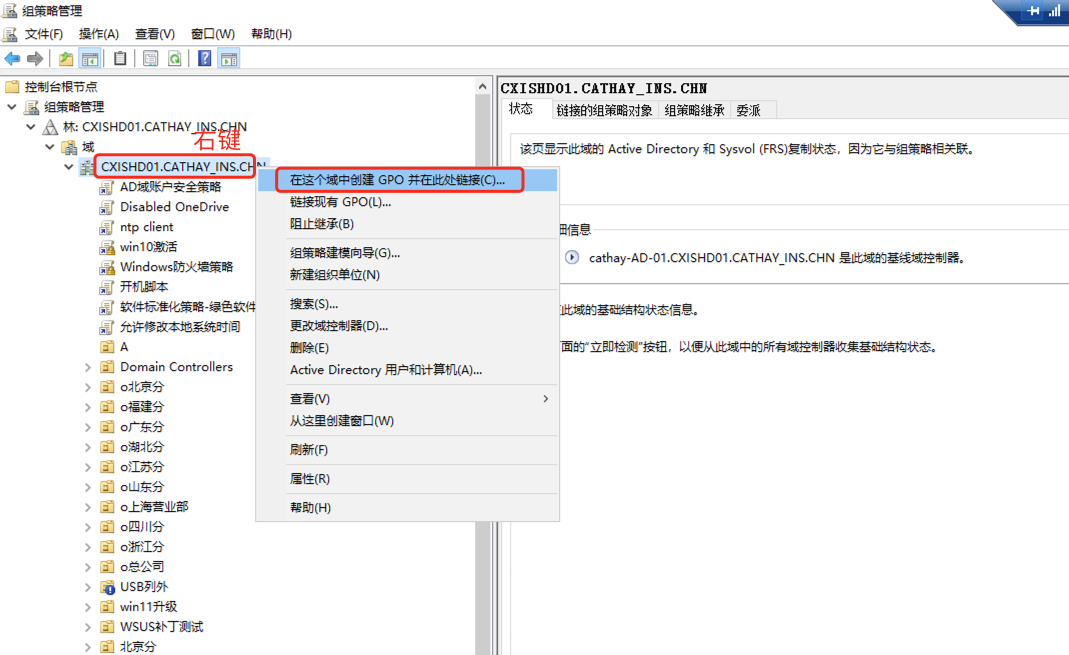 组策略管理
文件(F) 操作(A) 查看(V) 窗口(W) 帮助(H)
控制台根节点
组策略管理
林: CXISHD01.CATHAY_INS.CHN
域
右键
CXISHD01.CATHAY_INS.CHN
AD域账户安全策略
Disabled OneDrive
ntp client
win10激活
Windows防火墙策略
开机脚本
软件标准化策略-绿色软件
允许修改本地系统时间
A
Domain Controllers
o北京分
o福建分
o广东分
o湖北分
o江苏分
o山东分
o上海营业部
o四川分
o浙江分
o总公司
USB列外
win11升级
WSUS补丁测试
北京分
在这个域中创建 GPO 并在此处链接(C)...
链接现有 GPO(L)...
阻止继承(B)
组策略建模向导(G)...
新建组织单位(N)
搜索(S)...
更改域控制器(D)...
删除(E)
Active Directory 用户和计算机(A)...
查看(V)
从这里创建窗口(W)
刷新(F)
属性(R)
帮助(H)
CXISHD01.CATHAY_INS.CHN
状态 链接的组策略对象 组策略继承 委派
该页显示此域的 Active Directory 和 Sysvol (FRS)复制状态，因为它与组策略相关联。
细信息
cathay-AD-01.CXISHD01.CATHAY_INS.CHN 是此域的基线域控制器。
此域的基础结构状态信息。
面的“立即检测”按钮，以便从此域中的所有域控制器收集基础结构状态。